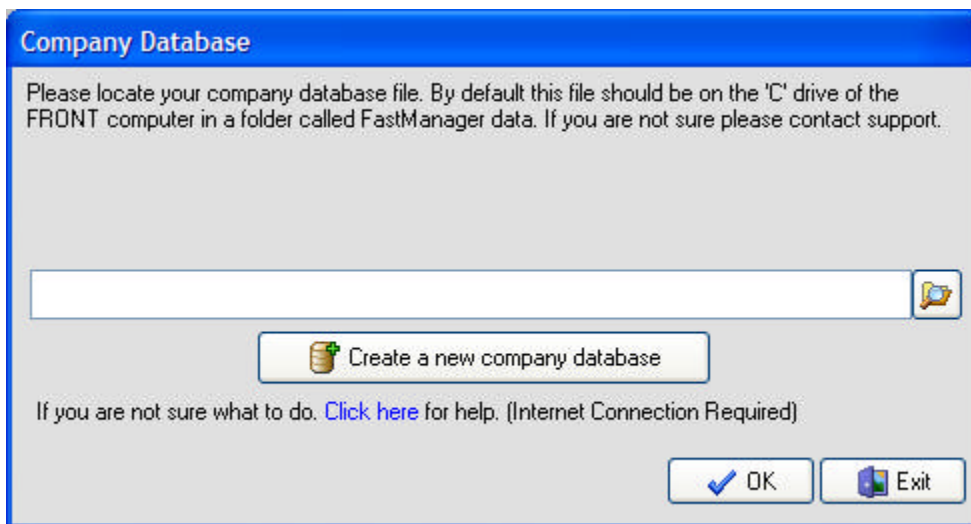 Company Database
Please locate your company database file. By default this file should be on the 'C' drive of the
FRONT computer in a folder called FastManager data. If you are not sure please contact support.
Create a new company database
If you are not sure what to do. Click here for help. (Internet Connection Required)
OK
Exit